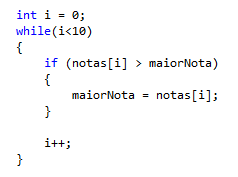 int i = 0;
while(i<10)
{
    if (notas[i] > maiorNota)
    {
        maiorNota = notas[i];
    }

    i++;
}